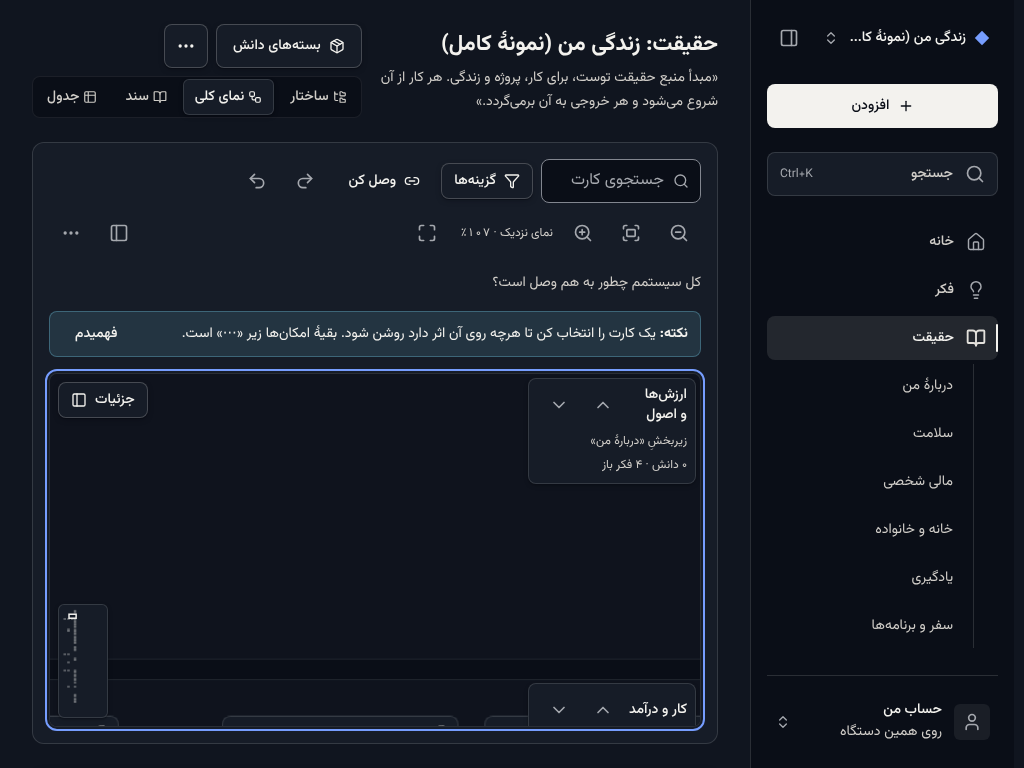 زندگی من (نمونهٔ کا...
افزودن
جستجو
Ctrl+K
خانه
فکر
حقیقت
دربارهٔ من
سلامت
مالی شخصی
خانه و خانواده
یادگیری
سفر و برنامه‌ها
حساب من
روی همین دستگاه
حقیقت: زندگی من (نمونهٔ کامل)
«مبدأ منبع حقیقت توست، برای کار، پروژه و زندگی. هر کار از آن
شروع می‌شود و هر خروجی به آن برمی‌گردد.»
بسته‌های دانش
ساختار
نمای کلی
سند
جدول
جستجوی کارت
گزینه‌ها
وصل کن
نمای نزدیک · ۱۰۷٪
کل سیستمم چطور به هم وصل است؟
نکته: یک کارت را انتخاب کن تا هرچه روی آن اثر دارد روشن شود. بقیهٔ امکان‌ها زیر «···» است.
فهمیدم
جزئیات
ارزش‌ها
و اصول
زیربخش «دربارهٔ من»
۰ دانش · ۴ فکر باز
کار و درآمد